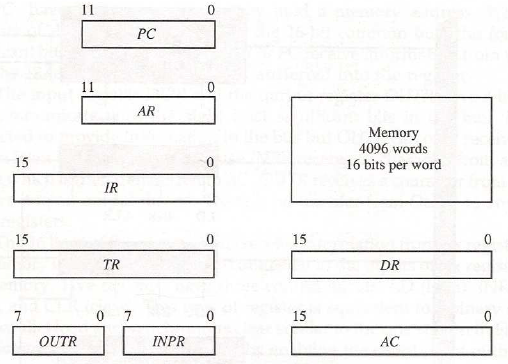 11 0
PC
11 0
AR
Memory
4096 words
16 bits per word
15 0
IR
15 0
TR
15 0
DR
7 0
OUTR
7 0
INPR
15 0
AC